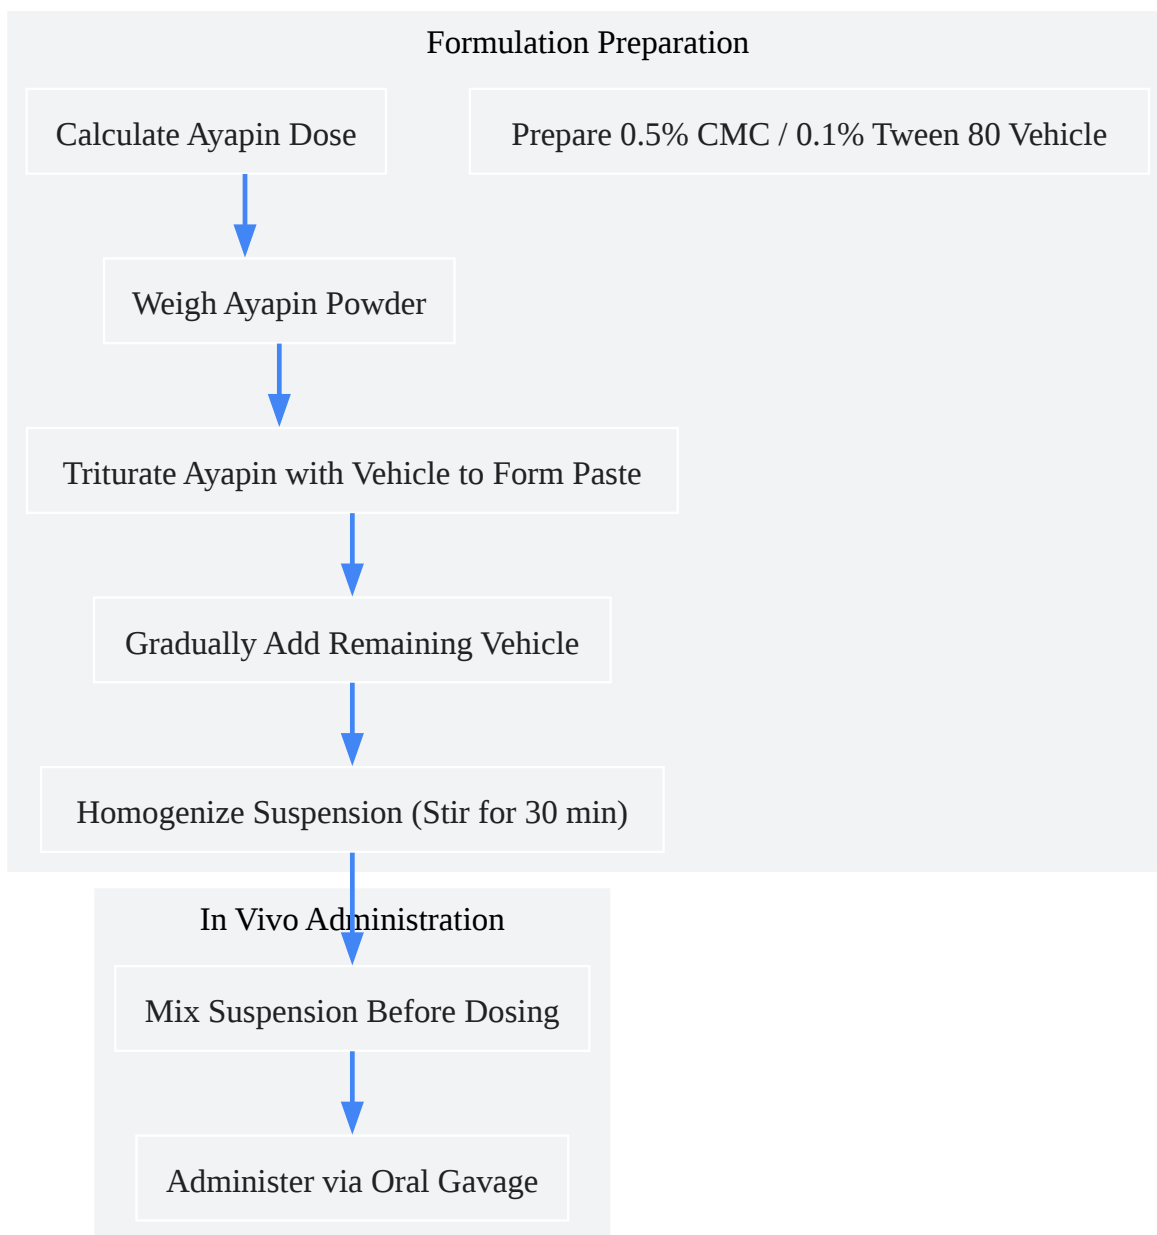 Formulation Preparation
Calculate Ayapin Dose
Prepare 0.5% CMC / 0.1% Tween 80 Vehicle
Weigh Ayapin Powder
Triturate Ayapin with Vehicle to Form Paste
Gradually Add Remaining Vehicle
Homogenize Suspension (Stir for 30 min)
In Vivo Administration
Mix Suspension Before Dosing
Administer via Oral Gavage